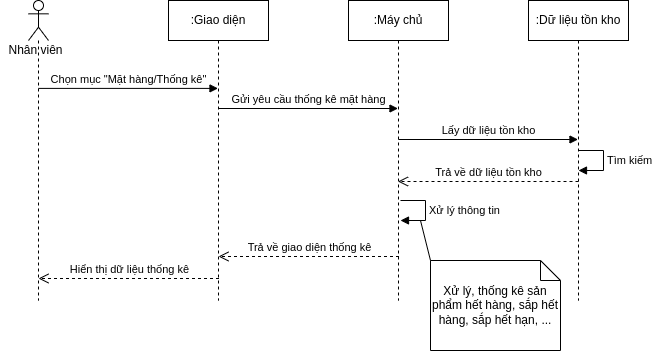 :Giao diện
:Máy chủ
:Dữ liệu tồn kho
Nhân viên
Chọn mục "Mặt hàng/Thống kê"
Gửi yêu cầu thống kê mặt hàng
Lấy dữ liệu tồn kho
Tìm kiếm
Trả về dữ liệu tồn kho
Xử lý thông tin
Trả về giao diện thống kê
Hiển thị dữ liệu thống kê
Xử lý, thống kê sản
phẩm hết hàng, sắp hết
hàng, sắp hết hạn, ...